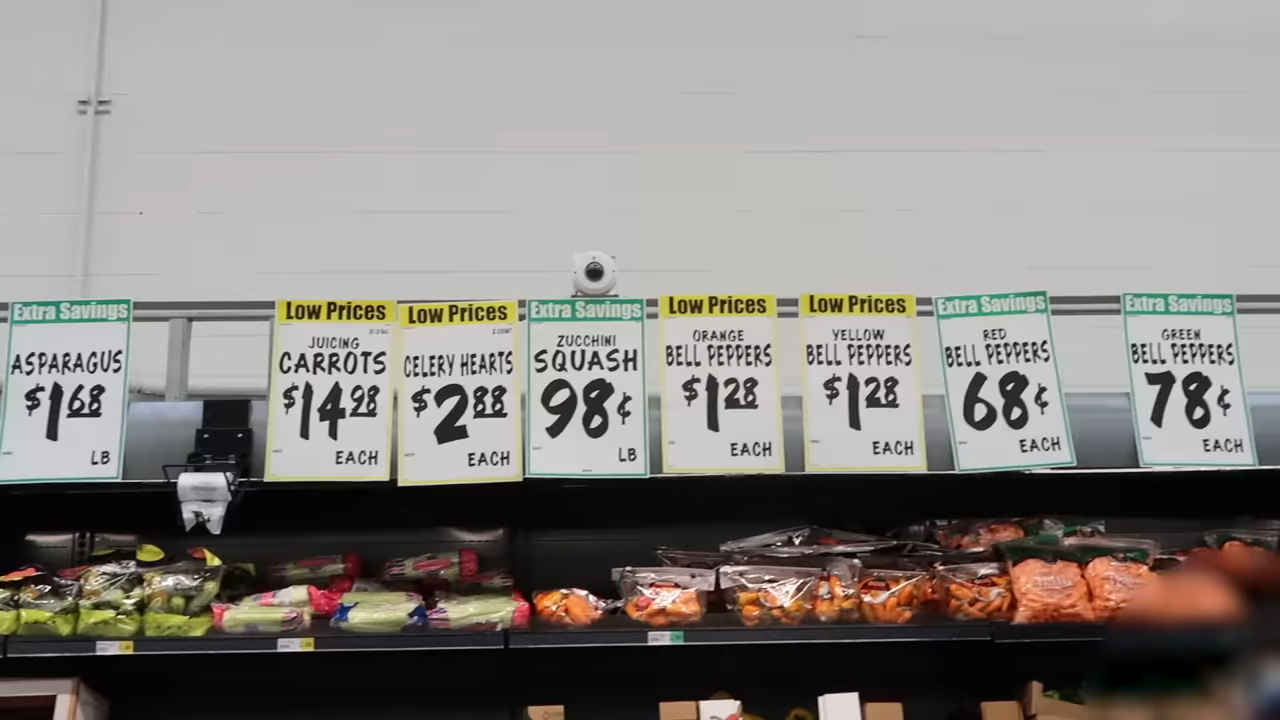 Extra Savings
ASPARAGUS
$1 68
LB
Low Prices
JUICING
CARROTS
$14 98
EACH
Low Prices
CELERY HEARTS
$2 88
EACH
Extra Savings
ZUCCHINI
SQUASH
98¢
LB
Low Prices
ORANGE
BELL PEPPERS
$1 28
EACH
Low Prices
YELLOW
BELL PEPPERS
$1 28
EACH
Extra Savings
RED
BELL PEPPERS
68¢
EACH
Extra Savings
GREEN
BELL PEPPERS
78¢
EACH